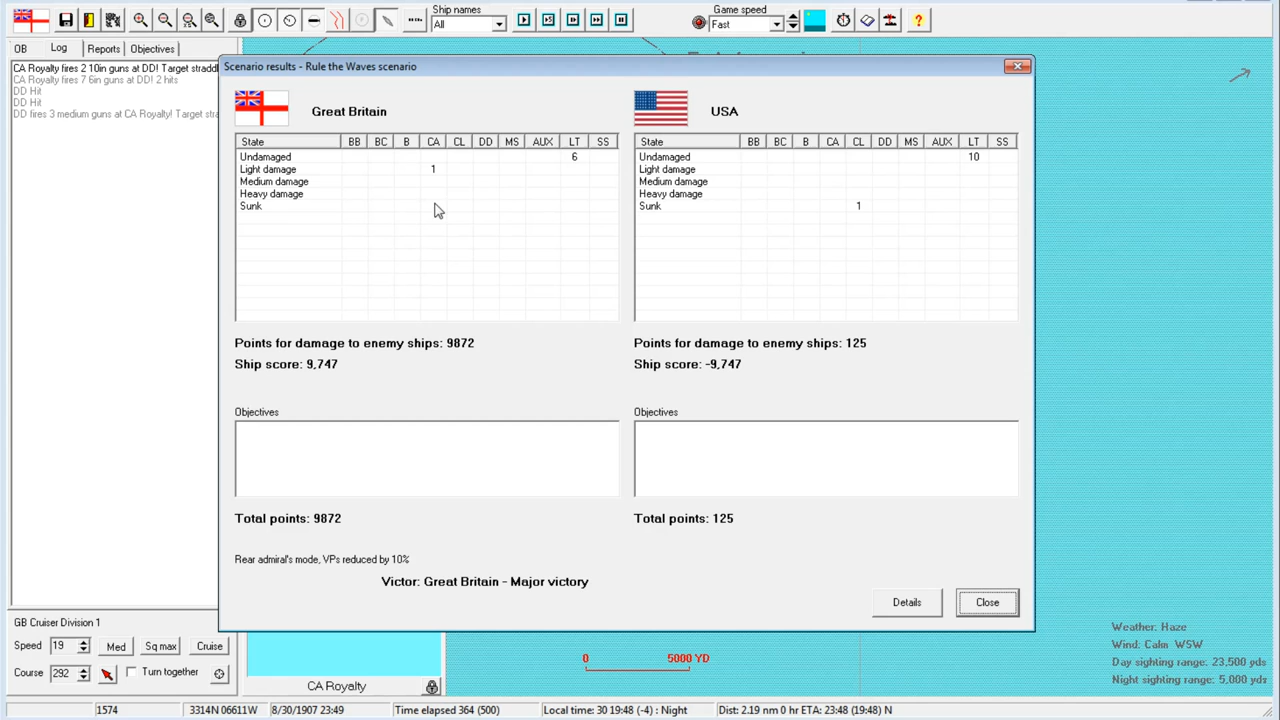 Ship names
All
Game speed
Fast
OB Log Reports Objectives
CA Royalty fires 2 10in guns at DD! Target straddl
CA Royalty fires 7 6in guns at DD! 2 hits
DD Hit
DD Hit
DD fires 3 medium guns at CA Royalty! Target stra
Scenario results - Rule the Waves scenario
Great Britain
State BB BC B CA CL DD MS AUX LT SS
Undamaged 6
Light damage 1
Medium damage
Heavy damage
Sunk
Points for damage to enemy ships: 9872
Ship score: 9,747
Objectives
Total points: 9872
USA
State BB BC B CA CL DD MS AUX LT SS
Undamaged 10
Light damage
Medium damage
Heavy damage
Sunk 1
Points for damage to enemy ships: 125
Ship score: -9,747
Objectives
Total points: 125
Rear admiral's mode, VPs reduced by 10%
Victor: Great Britain - Major victory
Details Close
GB Cruiser Division 1
Speed 19 Med Sq max Cruise
Course 292 Turn together
CA Royalty
0 5000 YD
Weather: Haze
Wind: Calm WSW
Day sighting range: 23,500 yds
Night sighting range: 5,000 yds
1574 3314N 06611W 8/30/1907 23:49 Time elapsed 364 (500) Local time: 30 19:48 (-4) : Night Dist: 2.19 nm 0 hr ETA: 23:48 (19:48) N